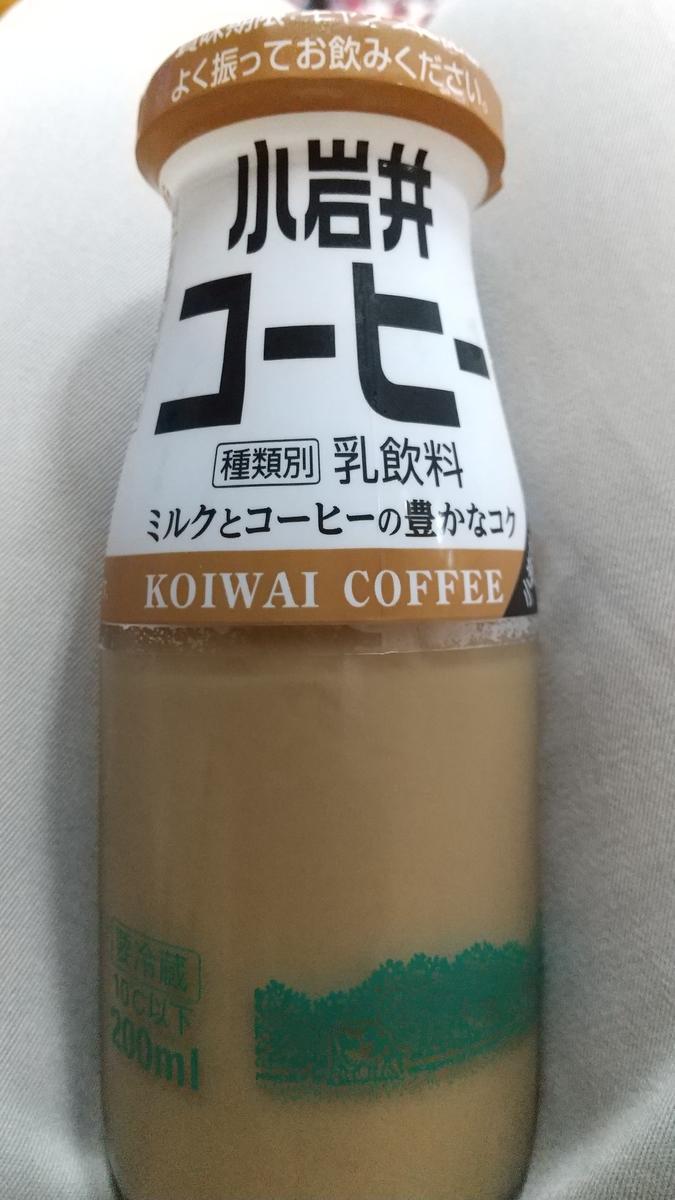 よく振ってお飲みください。
小岩井
コーヒー
種類別 乳飲料
ミルクとコーヒーの豊かなコク
KOIWAI COFFEE
要冷蔵
10℃以下
200ml